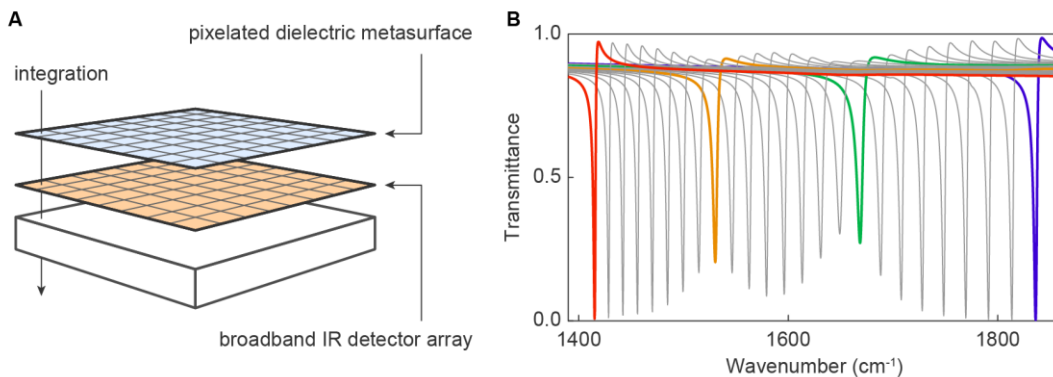 A
pixelated dielectric metasurface
integration
broadband IR detector array
B
1.0
0.5
0.0
Transmittance
1400
1600
1800
Wavenumber (cm⁻¹)